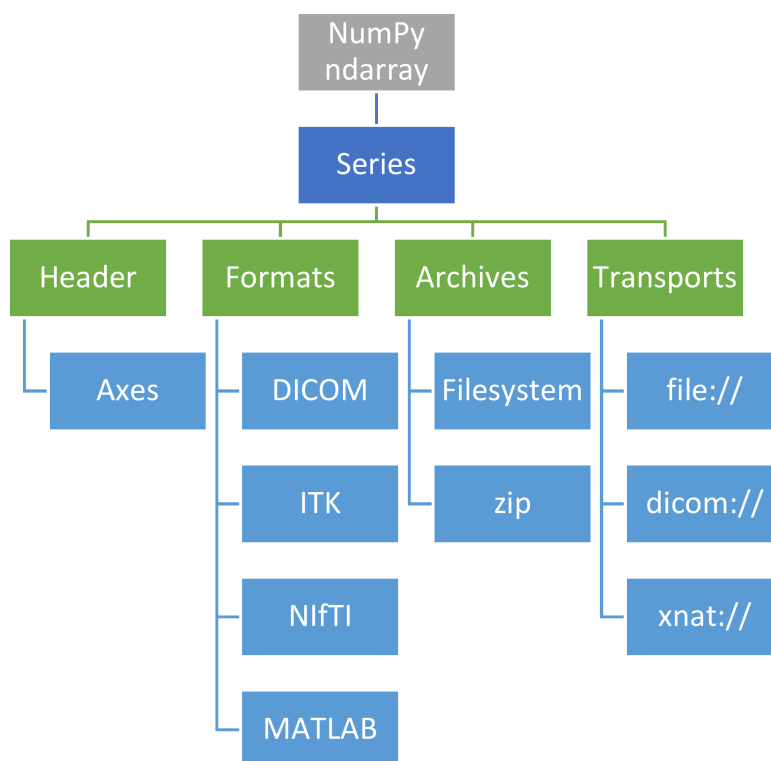 NumPy
ndarray
Series
Header
Formats
Archives
Transports
Axes
DICOM
Filesystem
file://
ITK
zip
dicom://
NIfTI
xnat://
MATLAB